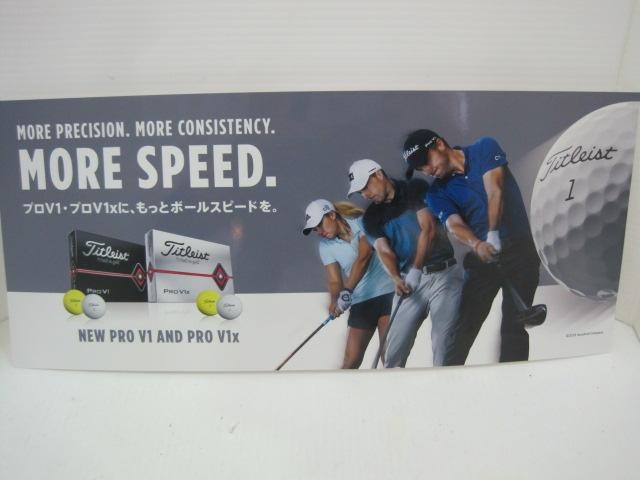 MORE PRECISION. MORE CONSISTENCY.
MORE SPEED.
プロV1・プロV1xに、もっとボールスピードを。
Titleist
PRO V1
Titleist
PRO V1x
NEW PRO V1 AND PRO V1x
Titleist
Titleist
1